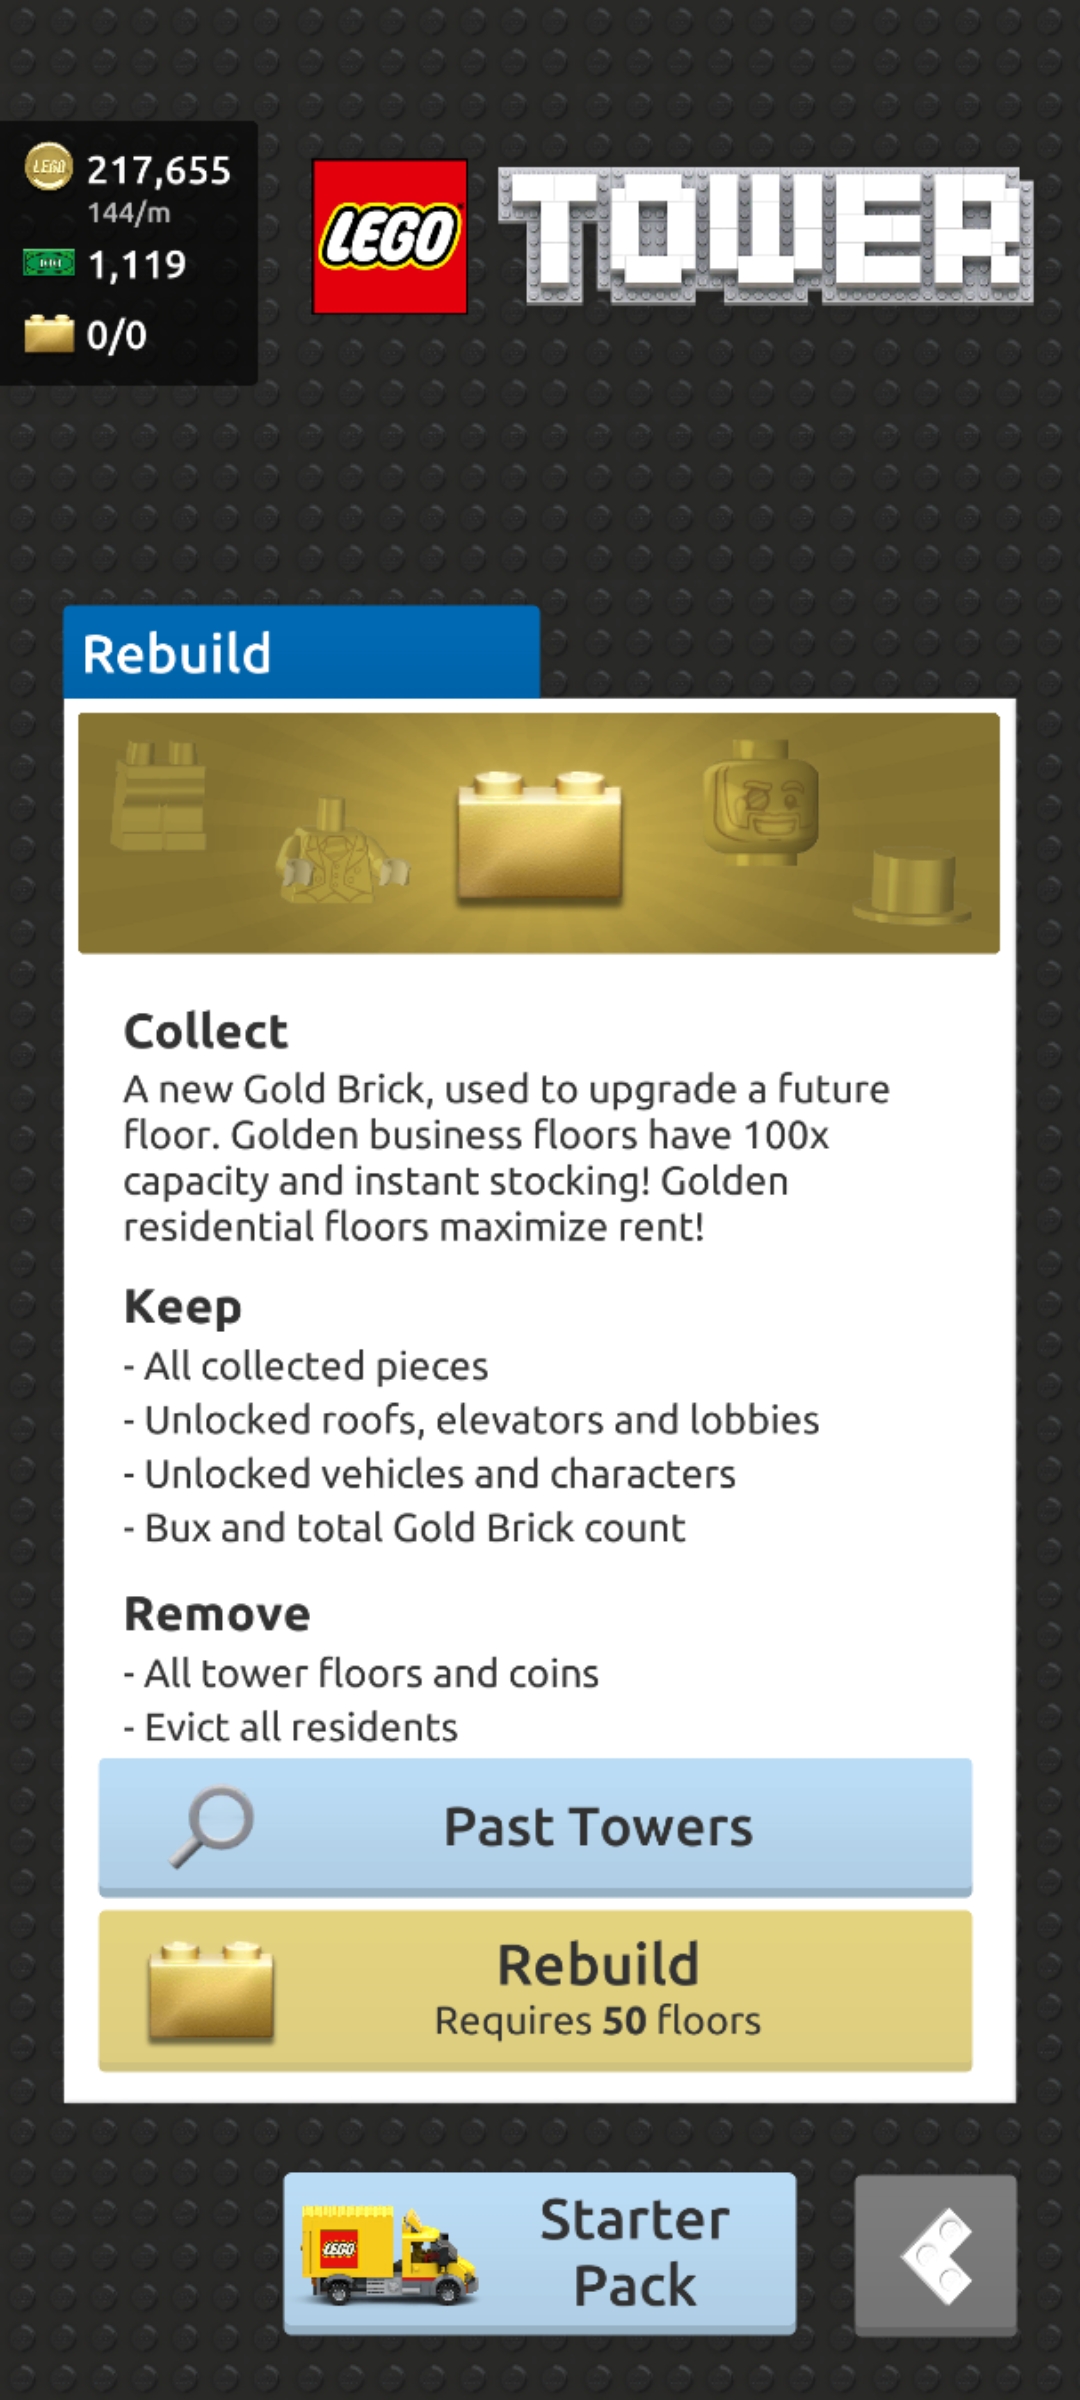 LEGO
217,655
144/m
1,119
0/0
LEGO TOWER
Rebuild
Collect
A new Gold Brick, used to upgrade a future
floor. Golden business floors have 100x
capacity and instant stocking! Golden
residential floors maximize rent!
Keep
- All collected pieces
- Unlocked roofs, elevators and lobbies
- Unlocked vehicles and characters
- Bux and total Gold Brick count
Remove
- All tower floors and coins
- Evict all residents
Past Towers
Rebuild
Requires 50 floors
LEGO
Starter
Pack